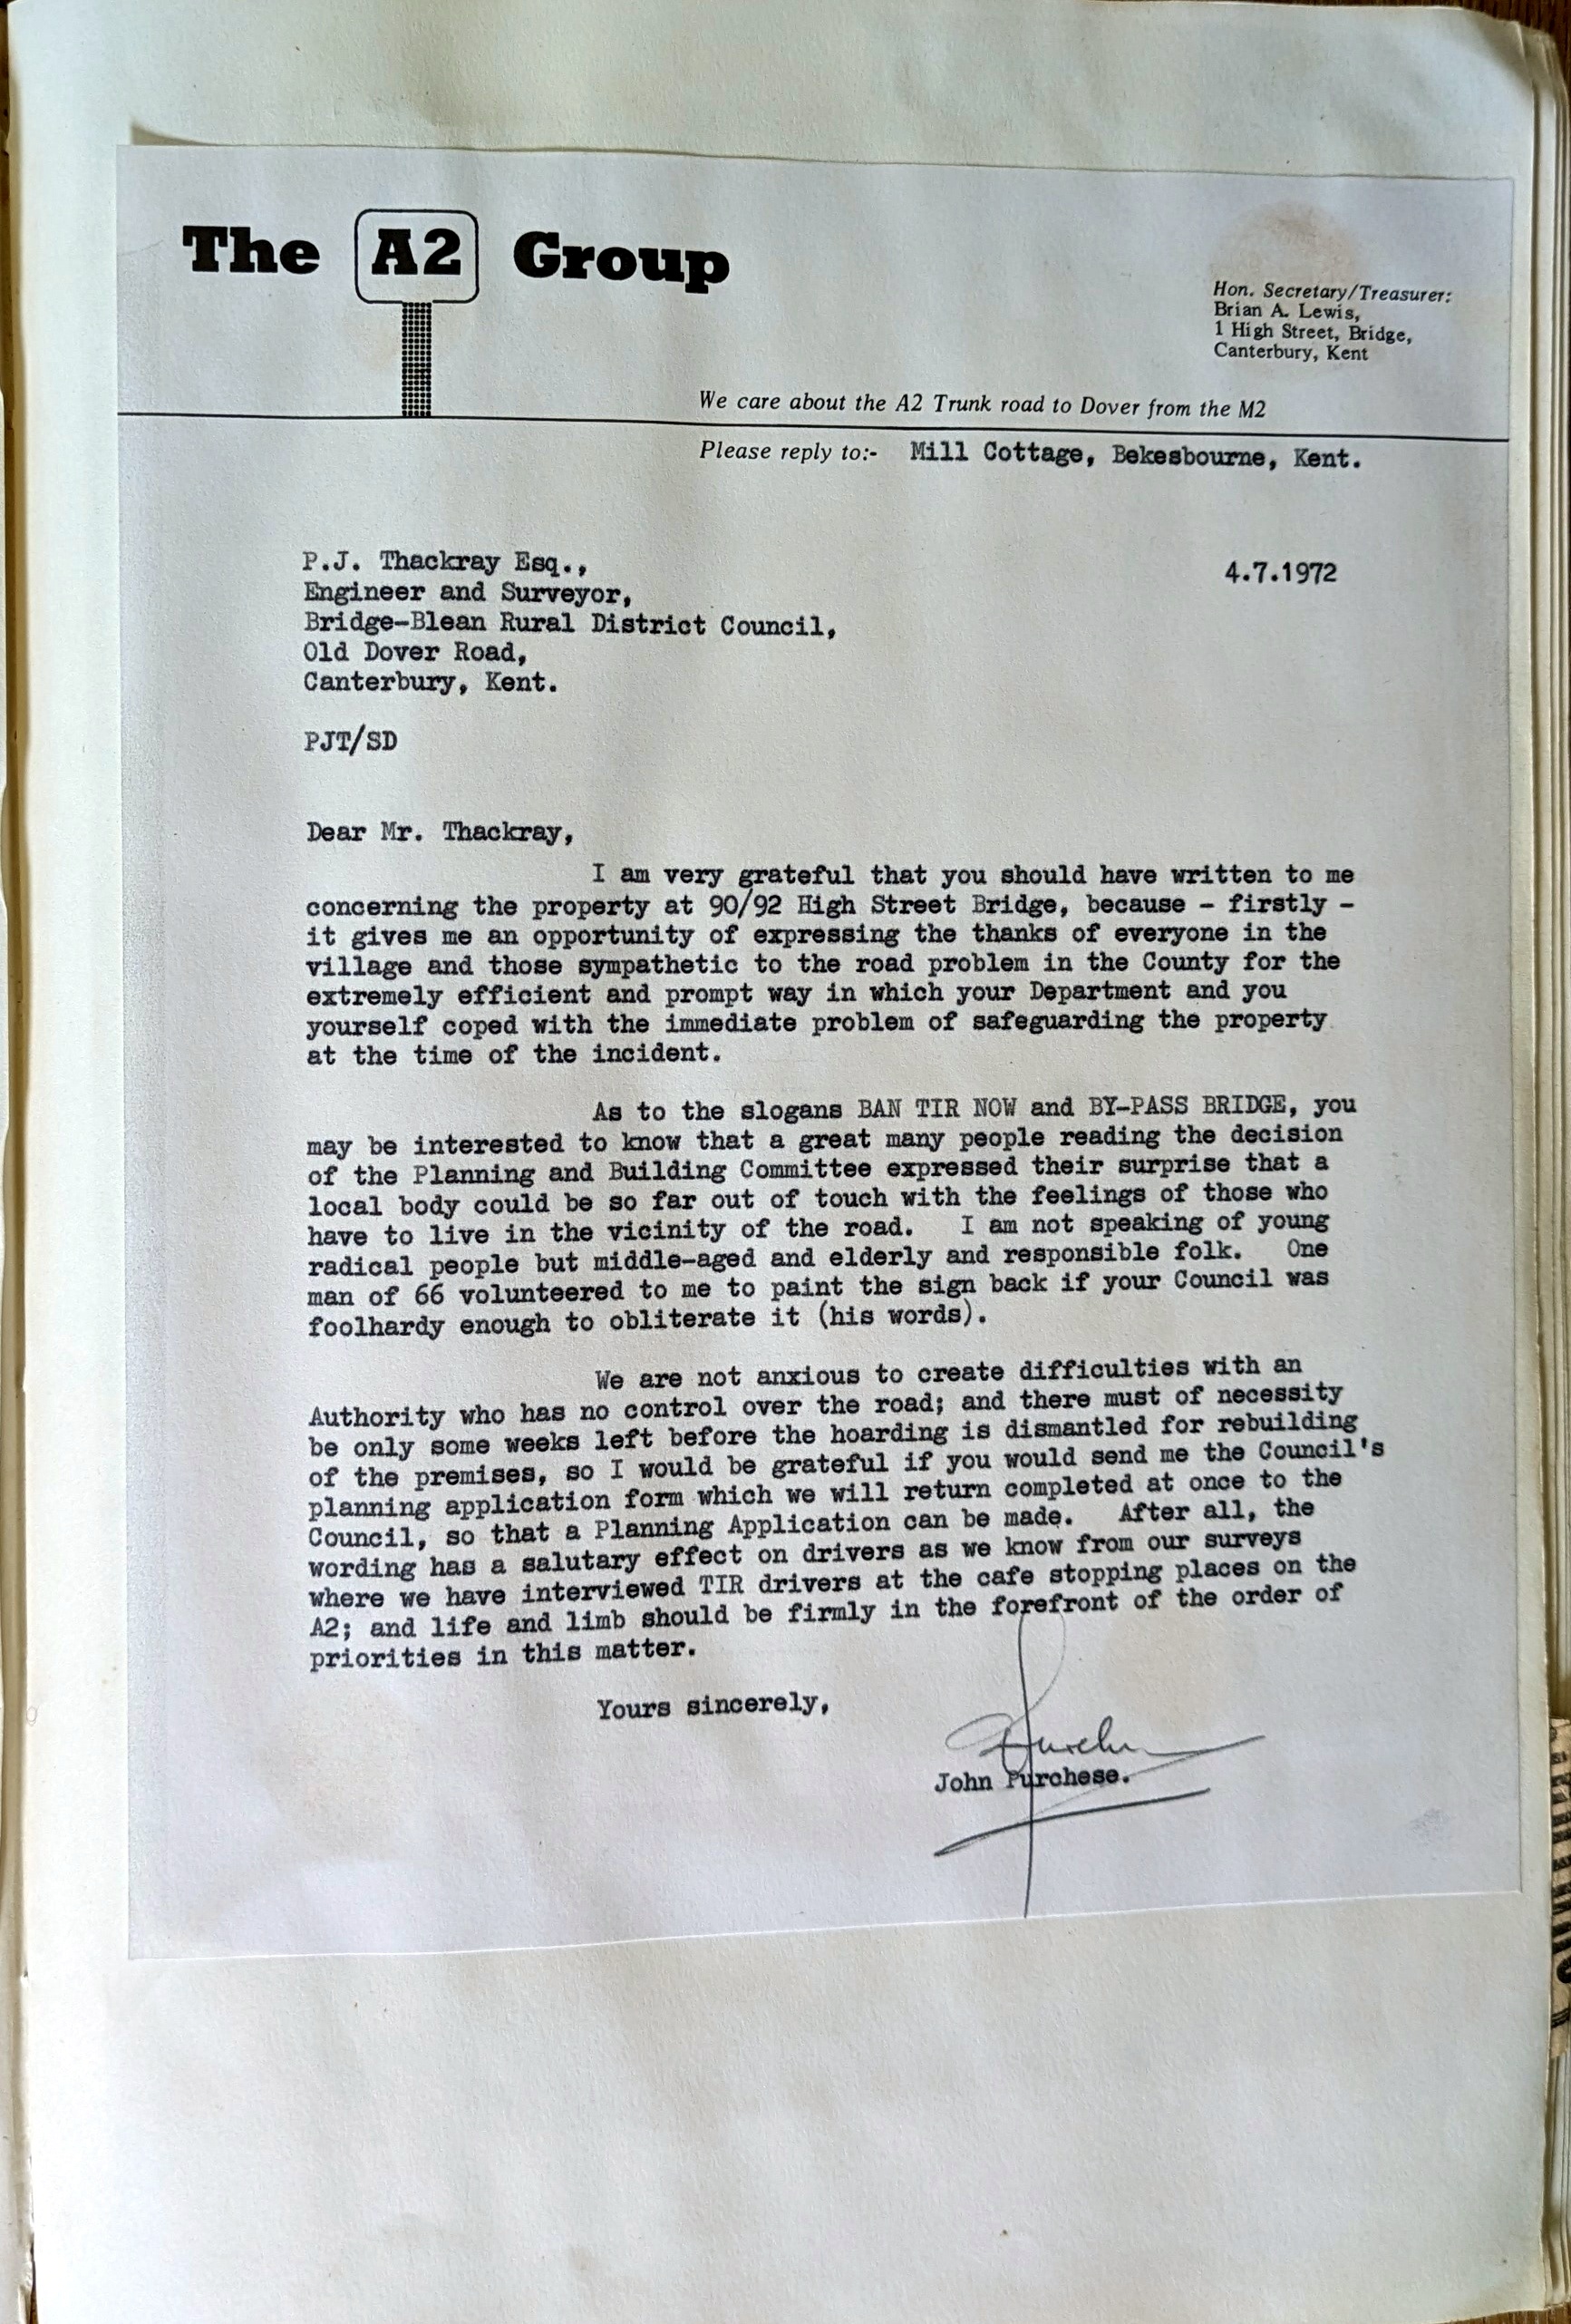 The A2 Group
Hon. Secretary/Treasurer:
Brian A. Lewis,
1 High Street, Bridge,
Canterbury, Kent
We care about the A2 Trunk road to Dover from the M2
Please reply to:- Mill Cottage, Bekesbourne, Kent.
P.J. Thackray Esq.,
4.7.1972
Engineer and Surveyor,
Bridge-Blean Rural District Council,
Old Dover Road,
Canterbury, Kent.
PJT/SD
Dear Mr. Thackray,
I am very grateful that you should have written to me
concerning the property at 90/92 High Street Bridge, because - firstly -
it gives me an opportunity of expressing the thanks of everyone in the
village and those sympathetic to the road problem in the County for the
extremely efficient and prompt way in which your Department and you
yourself coped with the immediate problem of safeguarding the property
at the time of the incident.
As to the slogans BAN TIR NOW and BY-PASS BRIDGE, you
may be interested to know that a great many people reading the decision
of the Planning and Building Committee expressed their surprise that a
local body could be so far out of touch with the feelings of those who
have to live in the vicinity of the road. I am not speaking of young
radical people but middle-aged and elderly and responsible folk. One
man of 66 volunteered to me to paint the sign back if your Council was
foolhardy enough to obliterate it (his words).
We are not anxious to create difficulties with an
Authority who has no control over the road; and there must of necessity
be only some weeks left before the hoarding is dismantled for rebuilding
of the premises, so I would be grateful if you would send me the Council's
planning application form which we will return completed at once to the
Council, so that a Planning Application can be made. After all, the
wording has a salutary effect on drivers as we know from our surveys
where we have interviewed TIR drivers at the cafe stopping places on the
A2; and life and limb should be firmly in the forefront of the order of
priorities in this matter.
Yours sincerely,
John Purchese.